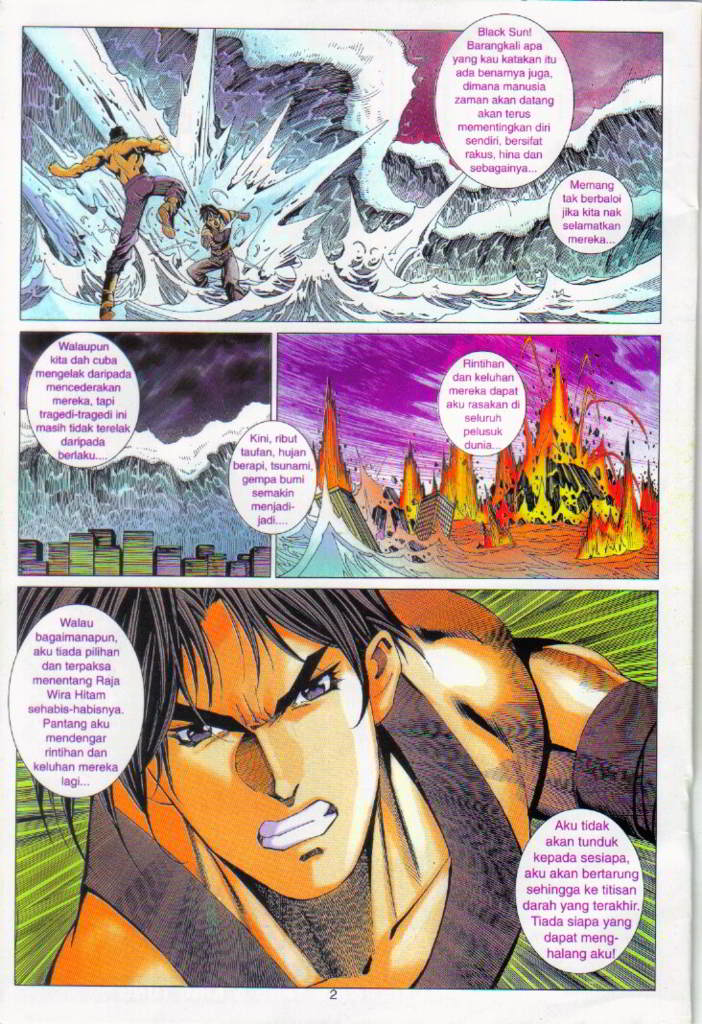 Black Sun!
Barangkali apa
yang kau katakan itu
ada benarnya juga,
dimana manusia
zaman akan datang
akan terus
mementingkan diri
sendiri, bersifat
rakus, hina dan
sebagainya...
Memang
tak berbaloi
jika kita nak
selamatkan
mereka...
Walaupun
kita dah cuba
mengelak daripada
mencederakan
mereka, tapi
tragedi-tragedi ini
masih tidak terelak
daripada
berlaku....
Kini, ribut
taufan, hujan
berapi, tsunami,
gempa bumi
semakin
menjadi-
jadi....
Rintihan
dan keluhan
mereka dapat
aku rasakan di
seluruh
pelusuk
dunia...
Walau
bagaimanapun,
aku tiada pilihan
dan terpaksa
menentang Raja
Wira Hitam
sehabis-habisnya.
Pantang aku
mendengar
rintihan dan
keluhan mereka
lagi...
Aku tidak
akan tunduk
kepada sesiapa,
aku akan bertarung
sehingga ke titisan
darah yang terakhir.
Tiada siapa yang
dapat meng-
halang aku!
2